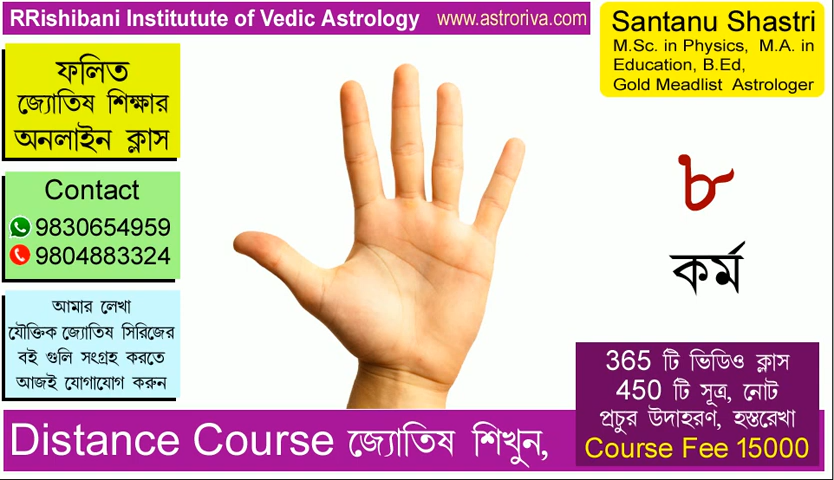 RRishibani Institutute of Vedic Astrology www.astroriva.com
Santanu Shastri
M.Sc. in Physics, M.A. in
Education, B.Ed,
Gold Meadlist Astrologer
ফলিত
জ্যোতিষ শিক্ষার
অনলাইন ক্লাস
Contact
9830654959
9804883324
আমার লেখা
যৌক্তিক জ্যোতিষ সিরিজের
বই গুলি সংগ্রহ করতে
আজই যোগাযোগ করুন
৮
কর্ম
365 টি ভিডিও ক্লাস
450 টি সূত্র, নোট
প্রচুর উদাহরণ, হস্তরেখা
Course Fee 15000
Distance Course জ্যোতিষ শিখুন,